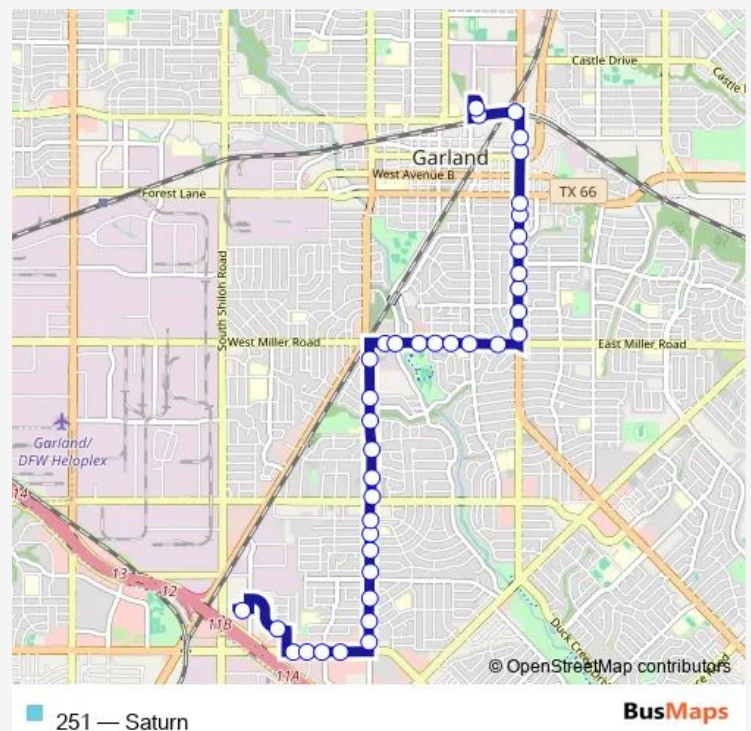 Castle Drive
Castle
Garland
West Avenue B
TX 66
Forest Lane
South Shiloh Road
West Miller Road
East Miller Road
Garland/
DFW Heloplex
14
13
12
11B
11A
Duck Creek
© OpenStreetMap contributors
251 — Saturn
BusMaps